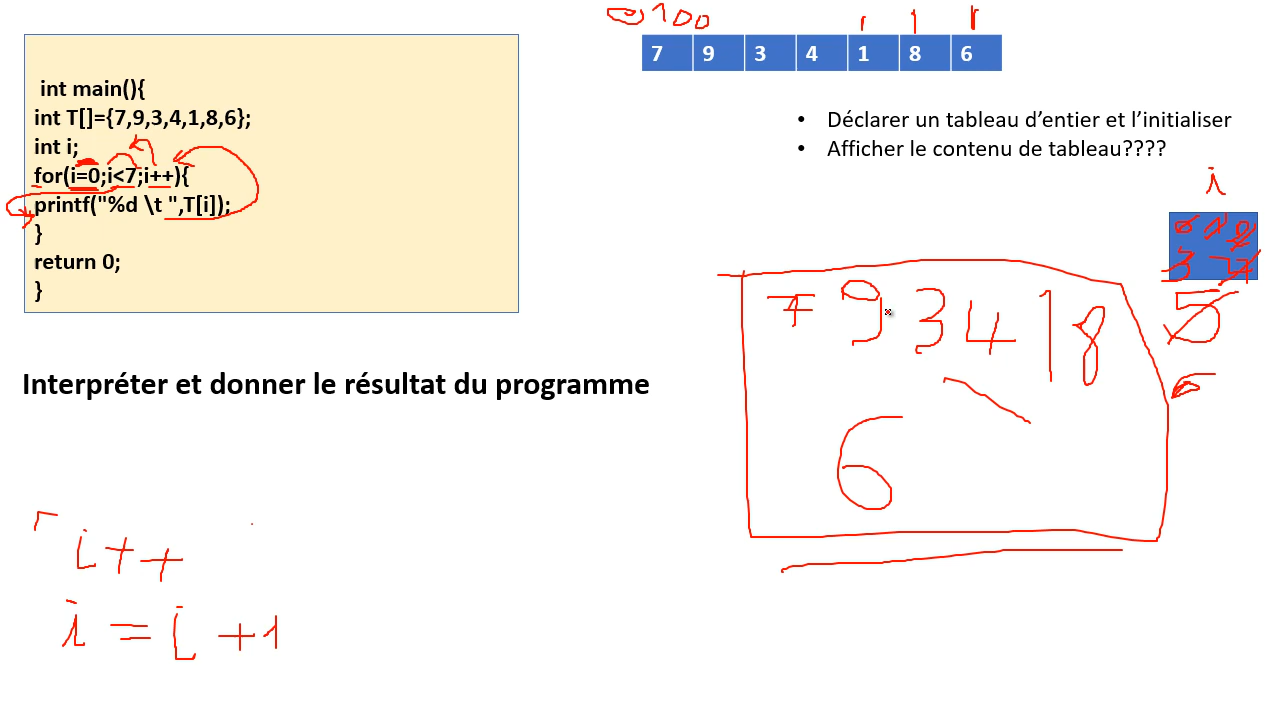 int main(){
int T[]={7,9,3,4,1,8,6};
int i;
for(i=0;i<7;i++){
printf("%d \t ",T[i]);
}
return 0;
}
7 9 3 4 1 8 6
• Déclarer un tableau d'entier et l'initialiser
• Afficher le contenu de tableau????
i
3
5
7 9 3 4 1 8
6
Interpréter et donner le résultat du programme
i++
i = i +1